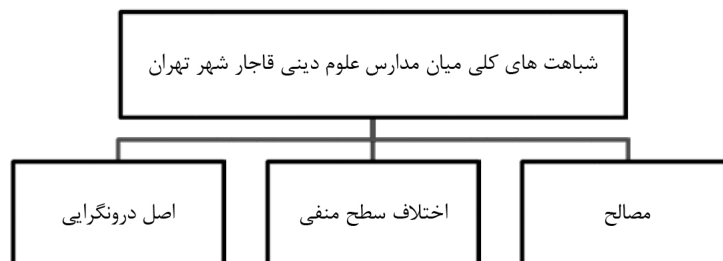 شباهت های کلی میان مدارس علوم دینی قاجار شهر تهران
مصالح
اختلاف سطح منفی
اصل درونگرایی